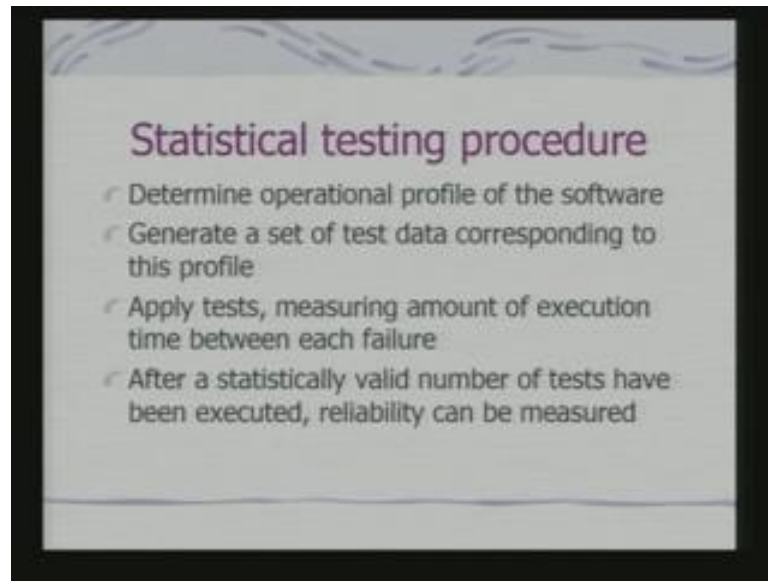 Statistical testing procedure
Determine operational profile of the software
Generate a set of test data corresponding to
this profile
Apply tests, measuring amount of execution
time between each failure
After a statistically valid number of tests have
been executed, reliability can be measured